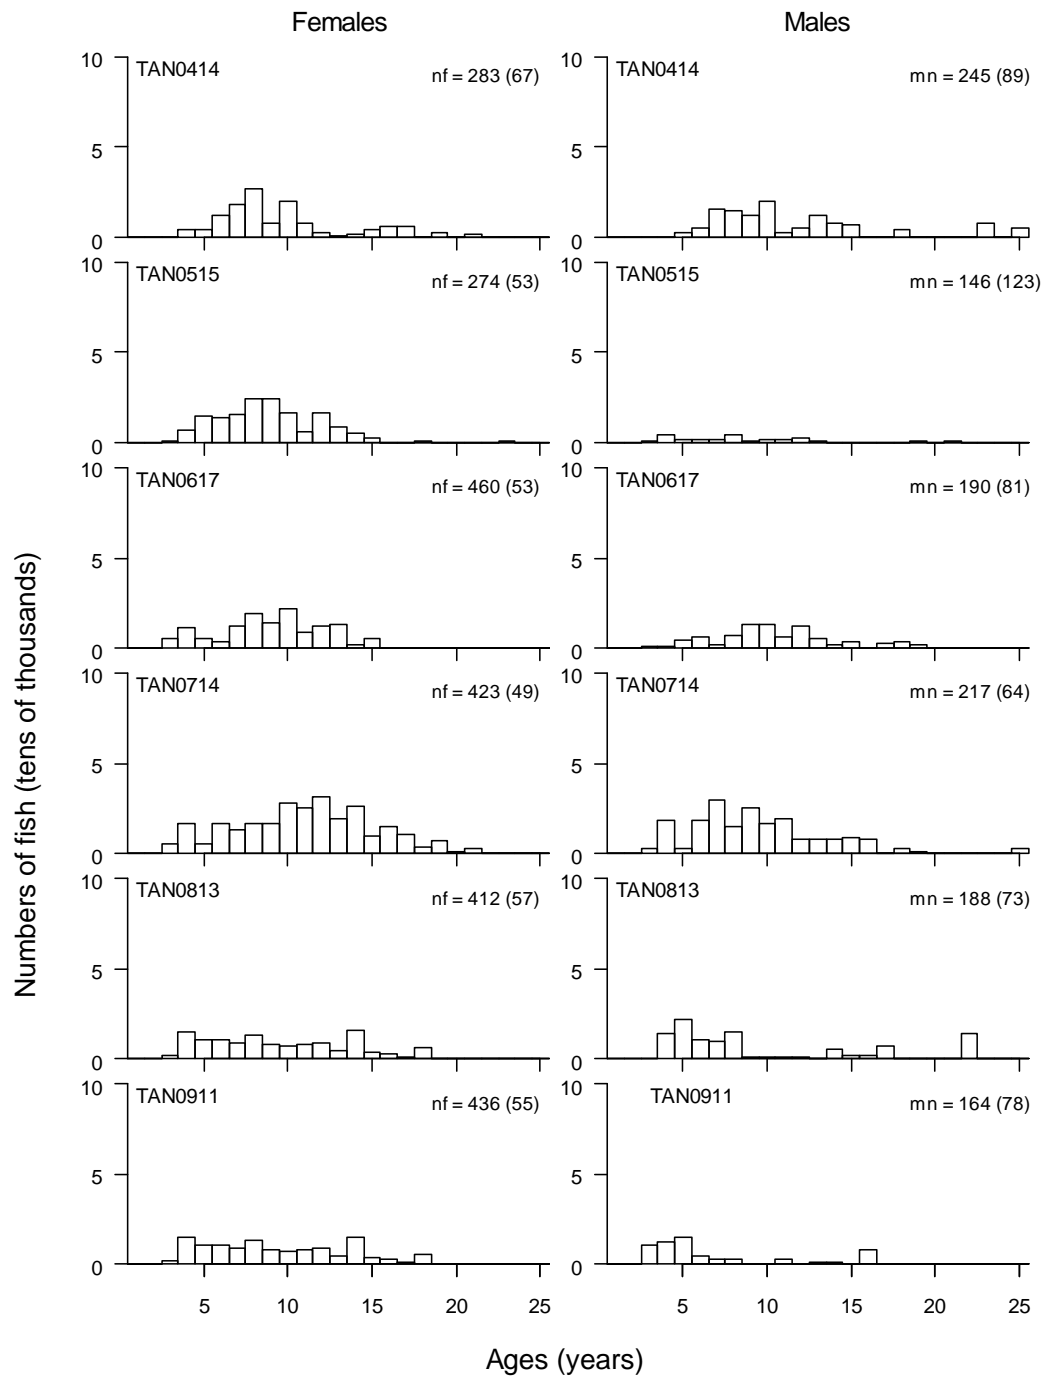 Females Males
10 TAN0414 nf = 283 (67) 10 TAN0414 mn = 245 (89)
5 5
0 0
10 TAN0515 nf = 274 (53) 10 TAN0515 mn = 146 (123)
5 5
0 0
10 TAN0617 nf = 460 (53) 10 TAN0617 mn = 190 (81)
5 5
0 0
10 TAN0714 nf = 423 (49) 10 TAN0714 mn = 217 (64)
5 5
0 0
10 TAN0813 nf = 412 (57) 10 TAN0813 mn = 188 (73)
5 5
0 0
10 TAN0911 nf = 436 (55) 10 TAN0911 mn = 164 (78)
5 5
0 0
5 10 15 20 25 5 10 15 20 25
Numbers of fish (tens of thousands)
Ages (years)